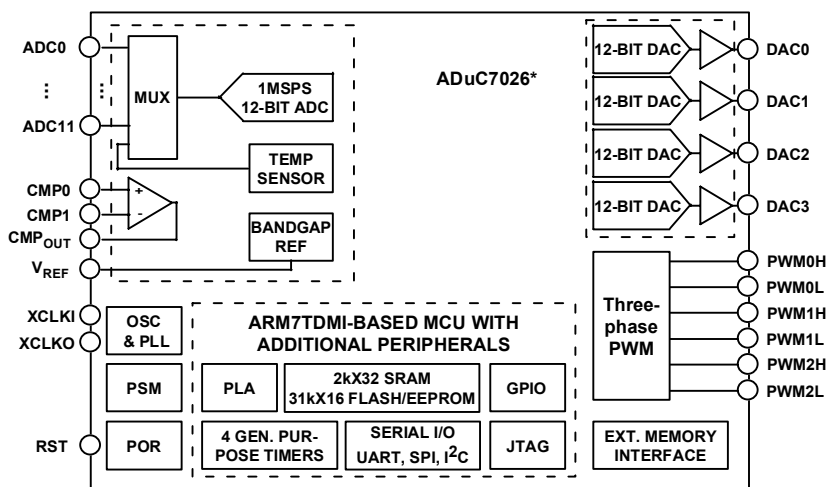 ADC0
...
...
ADC11
CMP0
CMP1
CMPOUT
VREF
XCLKI
XCLKO
RST
MUX
1MSPS
12-BIT ADC
TEMP
SENSOR
+
-
BANDGAP
REF
ADuC7026*
12-BIT DAC
12-BIT DAC
12-BIT DAC
12-BIT DAC
DAC0
DAC1
DAC2
DAC3
OSC
& PLL
PSM
POR
ARM7TDMI-BASED MCU WITH
ADDITIONAL PERIPHERALS
PLA
2kX32 SRAM
31kX16 FLASH/EEPROM
GPIO
4 GEN. PUR-
POSE TIMERS
SERIAL I/O
UART, SPI, I²C
JTAG
Three-
phase
PWM
PWM0H
PWM0L
PWM1H
PWM1L
PWM2H
PWM2L
EXT. MEMORY
INTERFACE